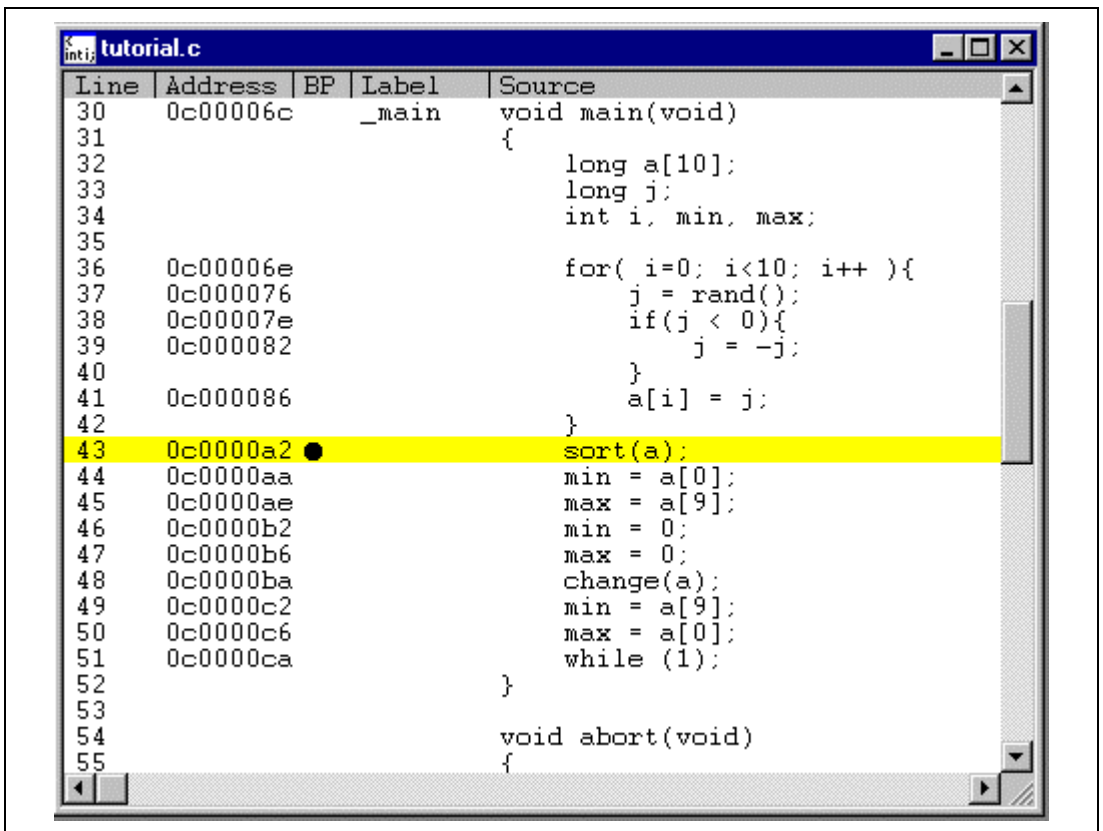 inti; tutorial.c
Line Address BP Label Source
30 0c00006c _main void main(void)
31 {
32 long a[10];
33 long j;
34 int i, min, max;
35
36 0c00006e for( i=0; i<10; i++ ){
37 0c000076 j = rand();
38 0c00007e if(j < 0){
39 0c000082 j = -j;
40 }
41 0c000086 a[i] = j;
42 }
43 0c0000a2 sort(a);
44 0c0000aa min = a[0];
45 0c0000ae max = a[9];
46 0c0000b2 min = 0;
47 0c0000b6 max = 0;
48 0c0000ba change(a);
49 0c0000c2 min = a[9];
50 0c0000c6 max = a[0];
51 0c0000ca while (1);
52 }
53
54 void abort(void)
55 {